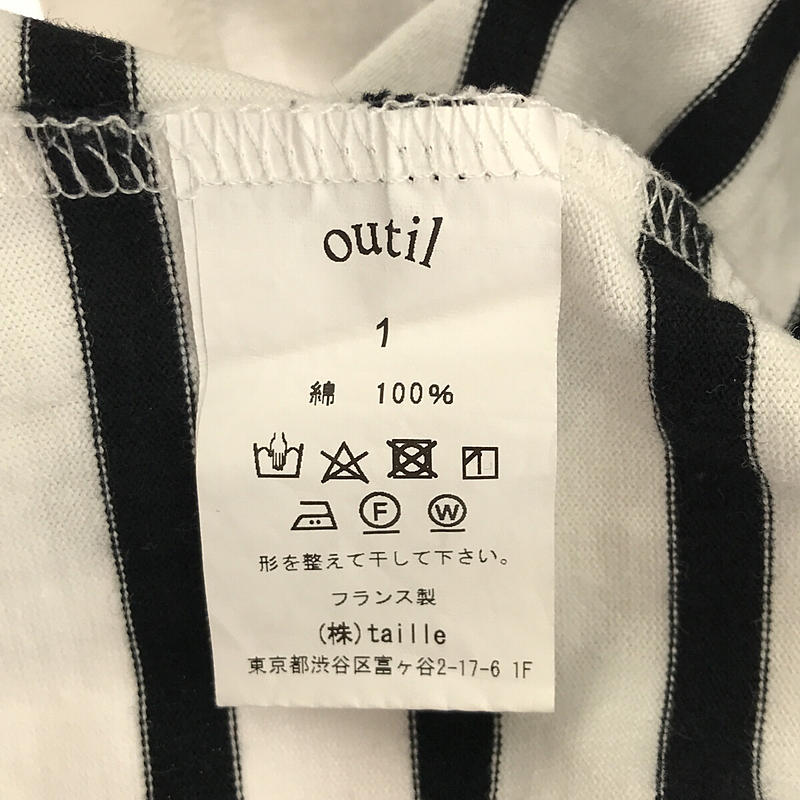 outil
1
綿 100%
F W
形を整えて干して下さい。
フランス製
(株)taille
東京都渋谷区富ヶ谷2-17-6 1F